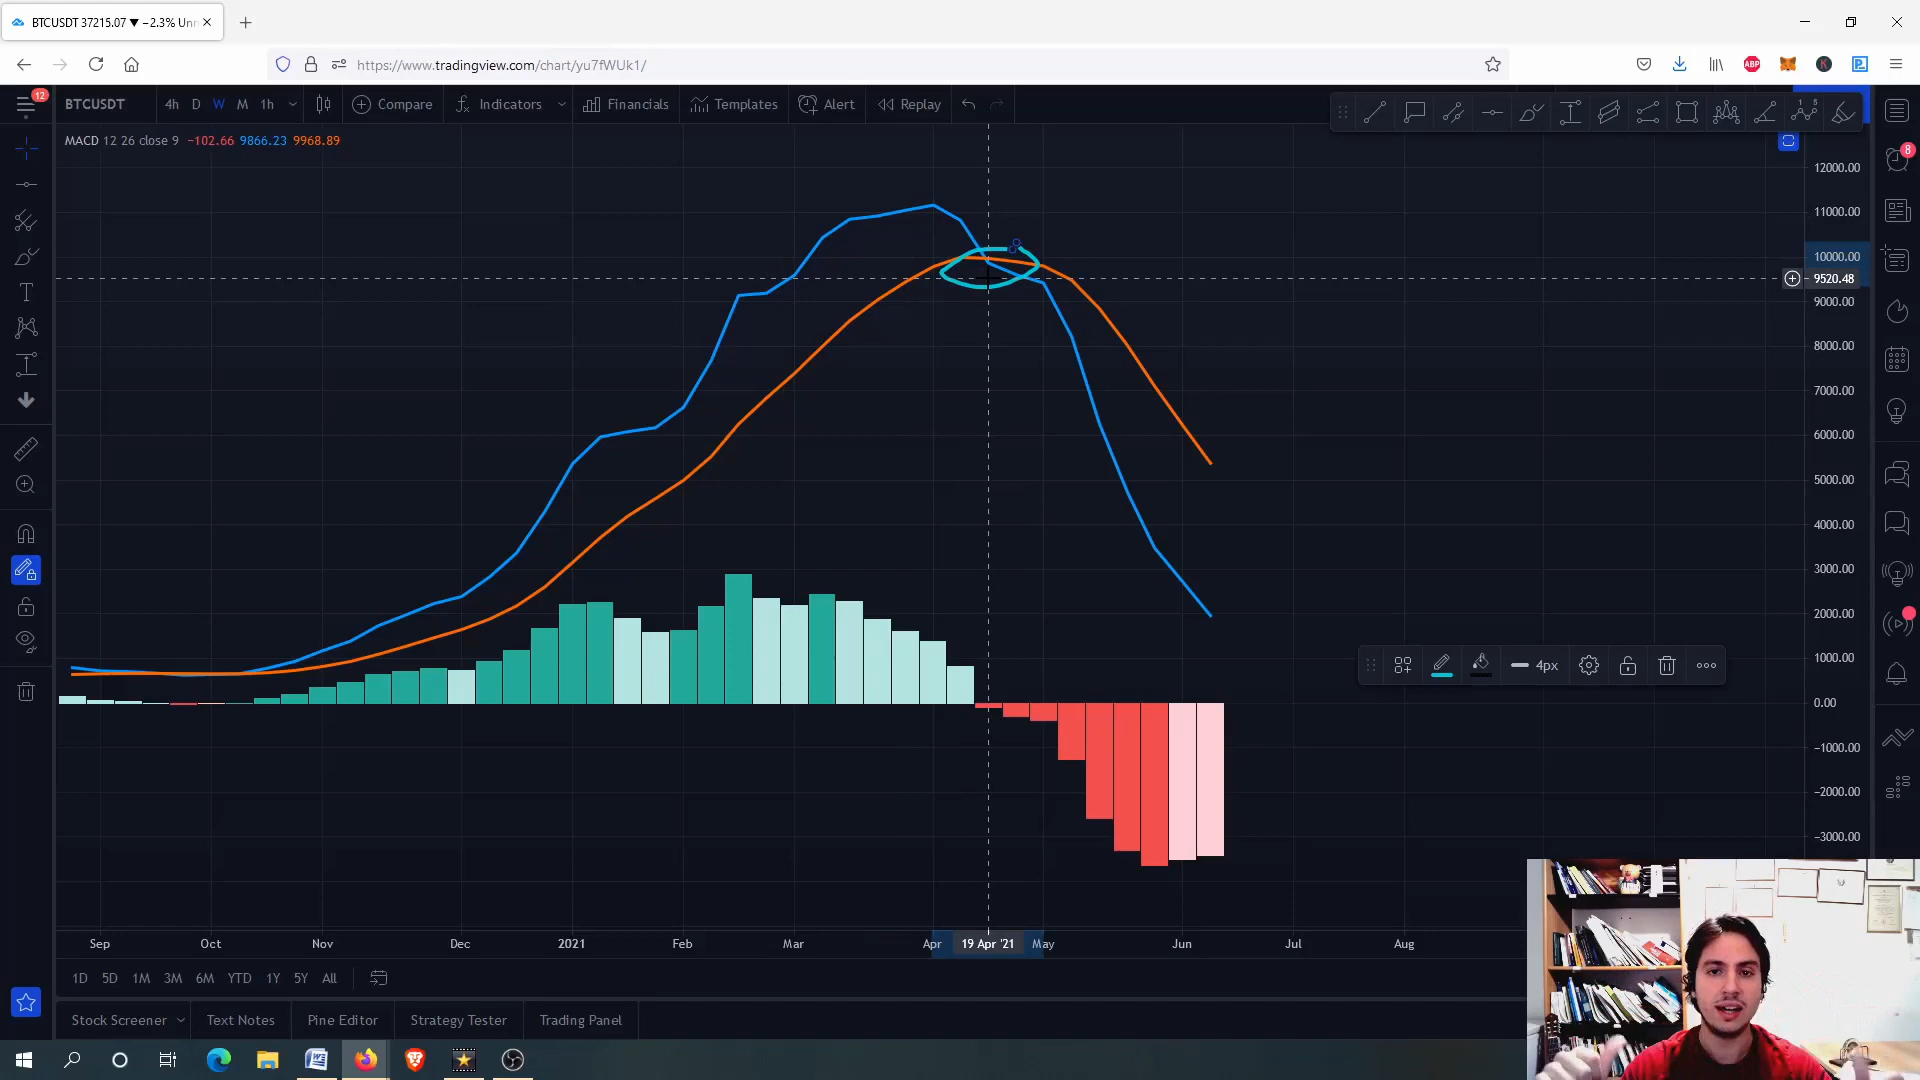 BTCUSDT 37215.07 ▼ −2.3% Un
https://www.tradingview.com/chart/yu7fWUk1/
ABP
K
12
BTCUSDT 4h D W M 1h Compare Indicators Financials Templates Alert Replay
MACD 12 26 close 9 −102.66 9866.23 9968.89
8
12000.00
11000.00
10000.00
9520.48
9000.00
8000.00
7000.00
6000.00
5000.00
4000.00
3000.00
2000.00
1000.00
4px
0.00
−1000.00
−2000.00
−3000.00
Sep Oct Nov Dec 2021 Feb Mar Apr 19 Apr '21 May Jun Jul Aug
1D 5D 1M 3M 6M YTD 1Y 5Y All
Stock Screener Text Notes Pine Editor Strategy Tester Trading Panel